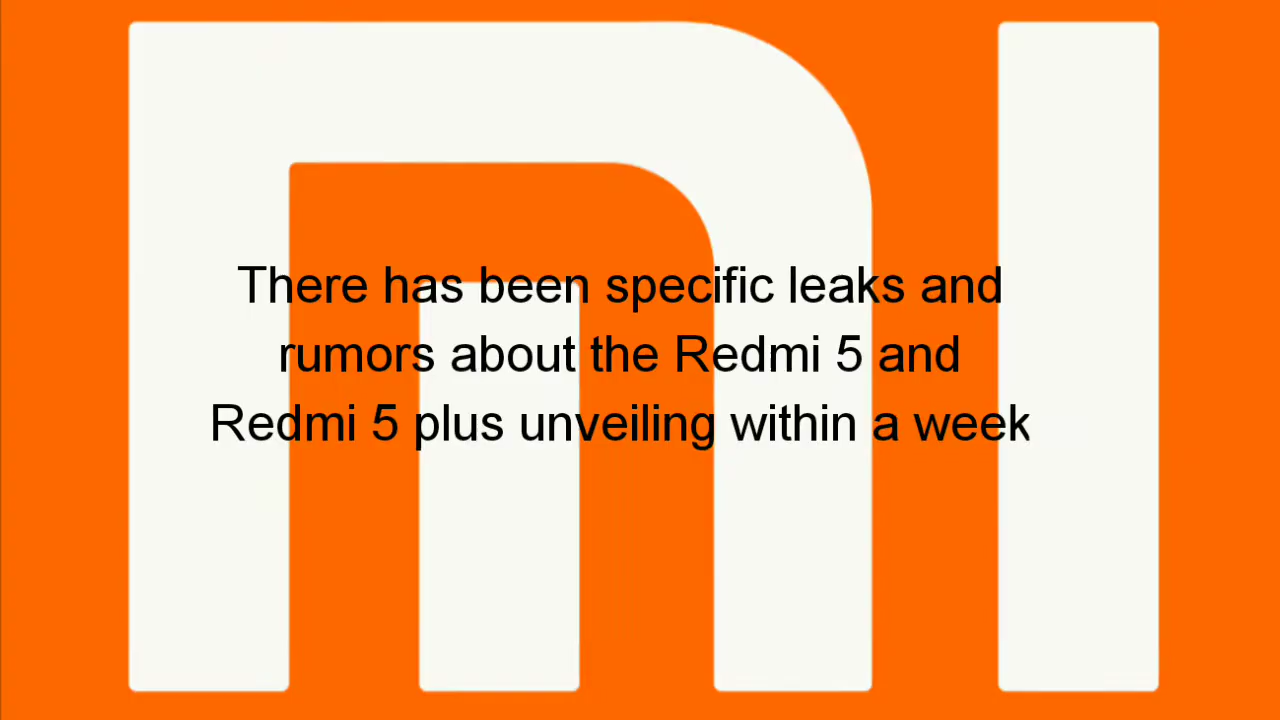 There has been specific leaks and
rumors about the Redmi 5 and
Redmi 5 plus unveiling within a week